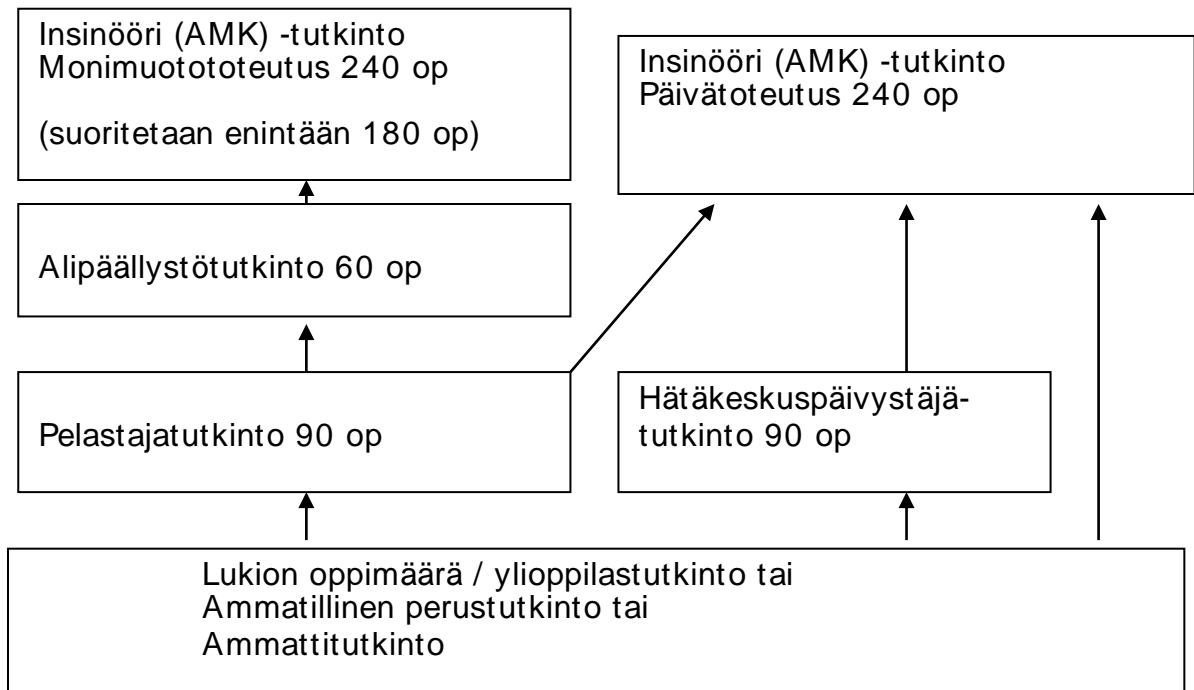 Insinööri (AMK) -tutkinto
Monimuotototeutus 240 op
(suoritetaan enintään 180 op)
Insinööri (AMK) -tutkinto
Päivätoteutus 240 op
Alipäällystötutkinto 60 op
Pelastajatutkinto 90 op
Hätäkeskuspäivystäjä-
tutkinto 90 op
Lukion oppimäärä / ylioppilastutkinto tai
Ammatillinen perustutkinto tai
Ammattitutkinto